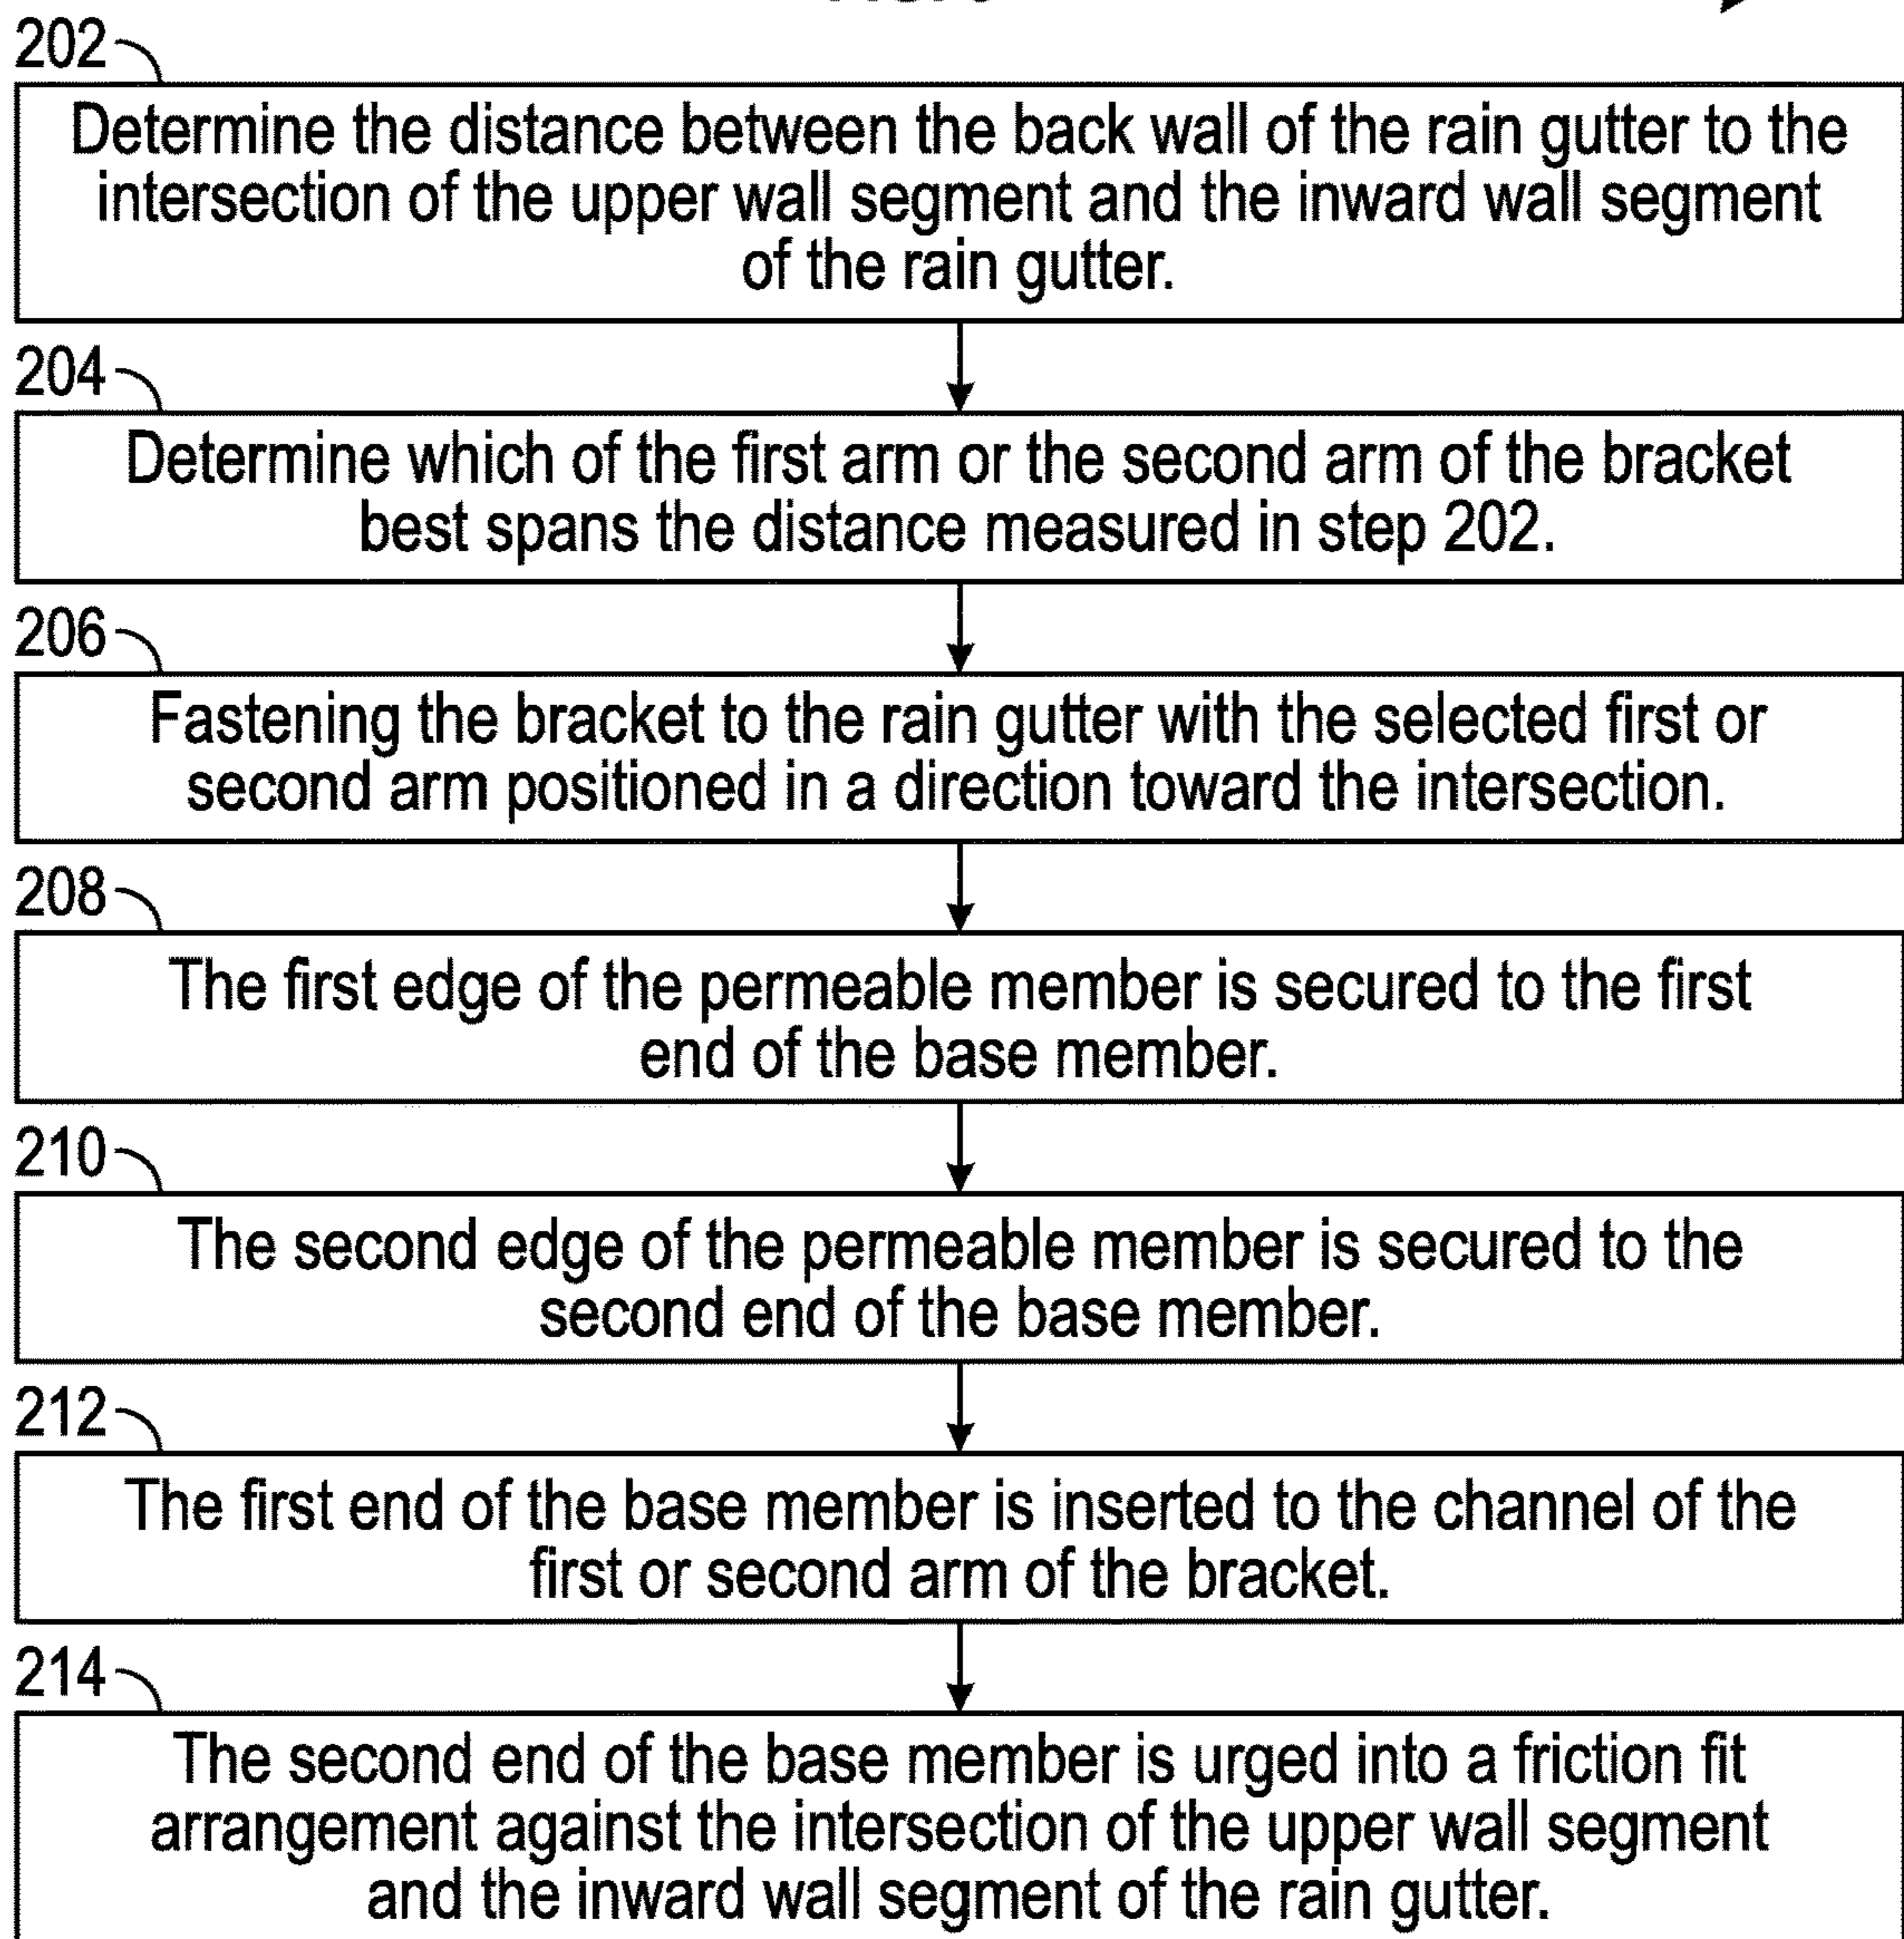 202
Determine the distance between the back wall of the rain gutter to the
intersection of the upper wall segment and the inward wall segment
of the rain gutter.
204
Determine which of the first arm or the second arm of the bracket
best spans the distance measured in step 202.
206
Fastening the bracket to the rain gutter with the selected first or
second arm positioned in a direction toward the intersection.
208
The first edge of the permeable member is secured to the first
end of the base member.
210
The second edge of the permeable member is secured to the
second end of the base member.
212
The first end of the base member is inserted to the channel of the
first or second arm of the bracket.
214
The second end of the base member is urged into a friction fit
arrangement against the intersection of the upper wall segment
and the inward wall segment of the rain gutter.